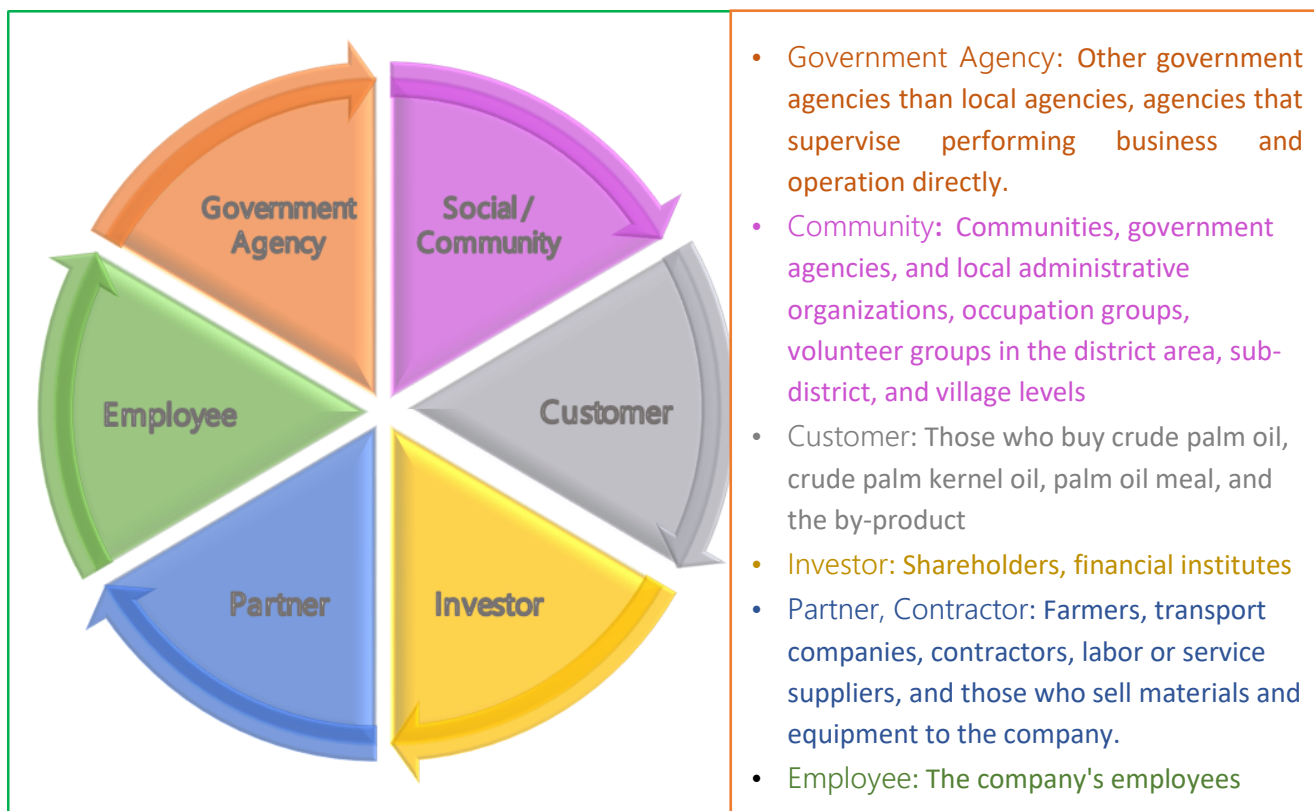 Government
Agency
Social /
Community
Employee
Customer
Partner
Investor
• Government Agency: Other government
agencies than local agencies, agencies that
supervise performing business and
operation directly.
• Community: Communities, government
agencies, and local administrative
organizations, occupation groups,
volunteer groups in the district area, sub-
district, and village levels
• Customer: Those who buy crude palm oil,
crude palm kernel oil, palm oil meal, and
the by-product
• Investor: Shareholders, financial institutes
• Partner, Contractor: Farmers, transport
companies, contractors, labor or service
suppliers, and those who sell materials and
equipment to the company.
• Employee: The company's employees